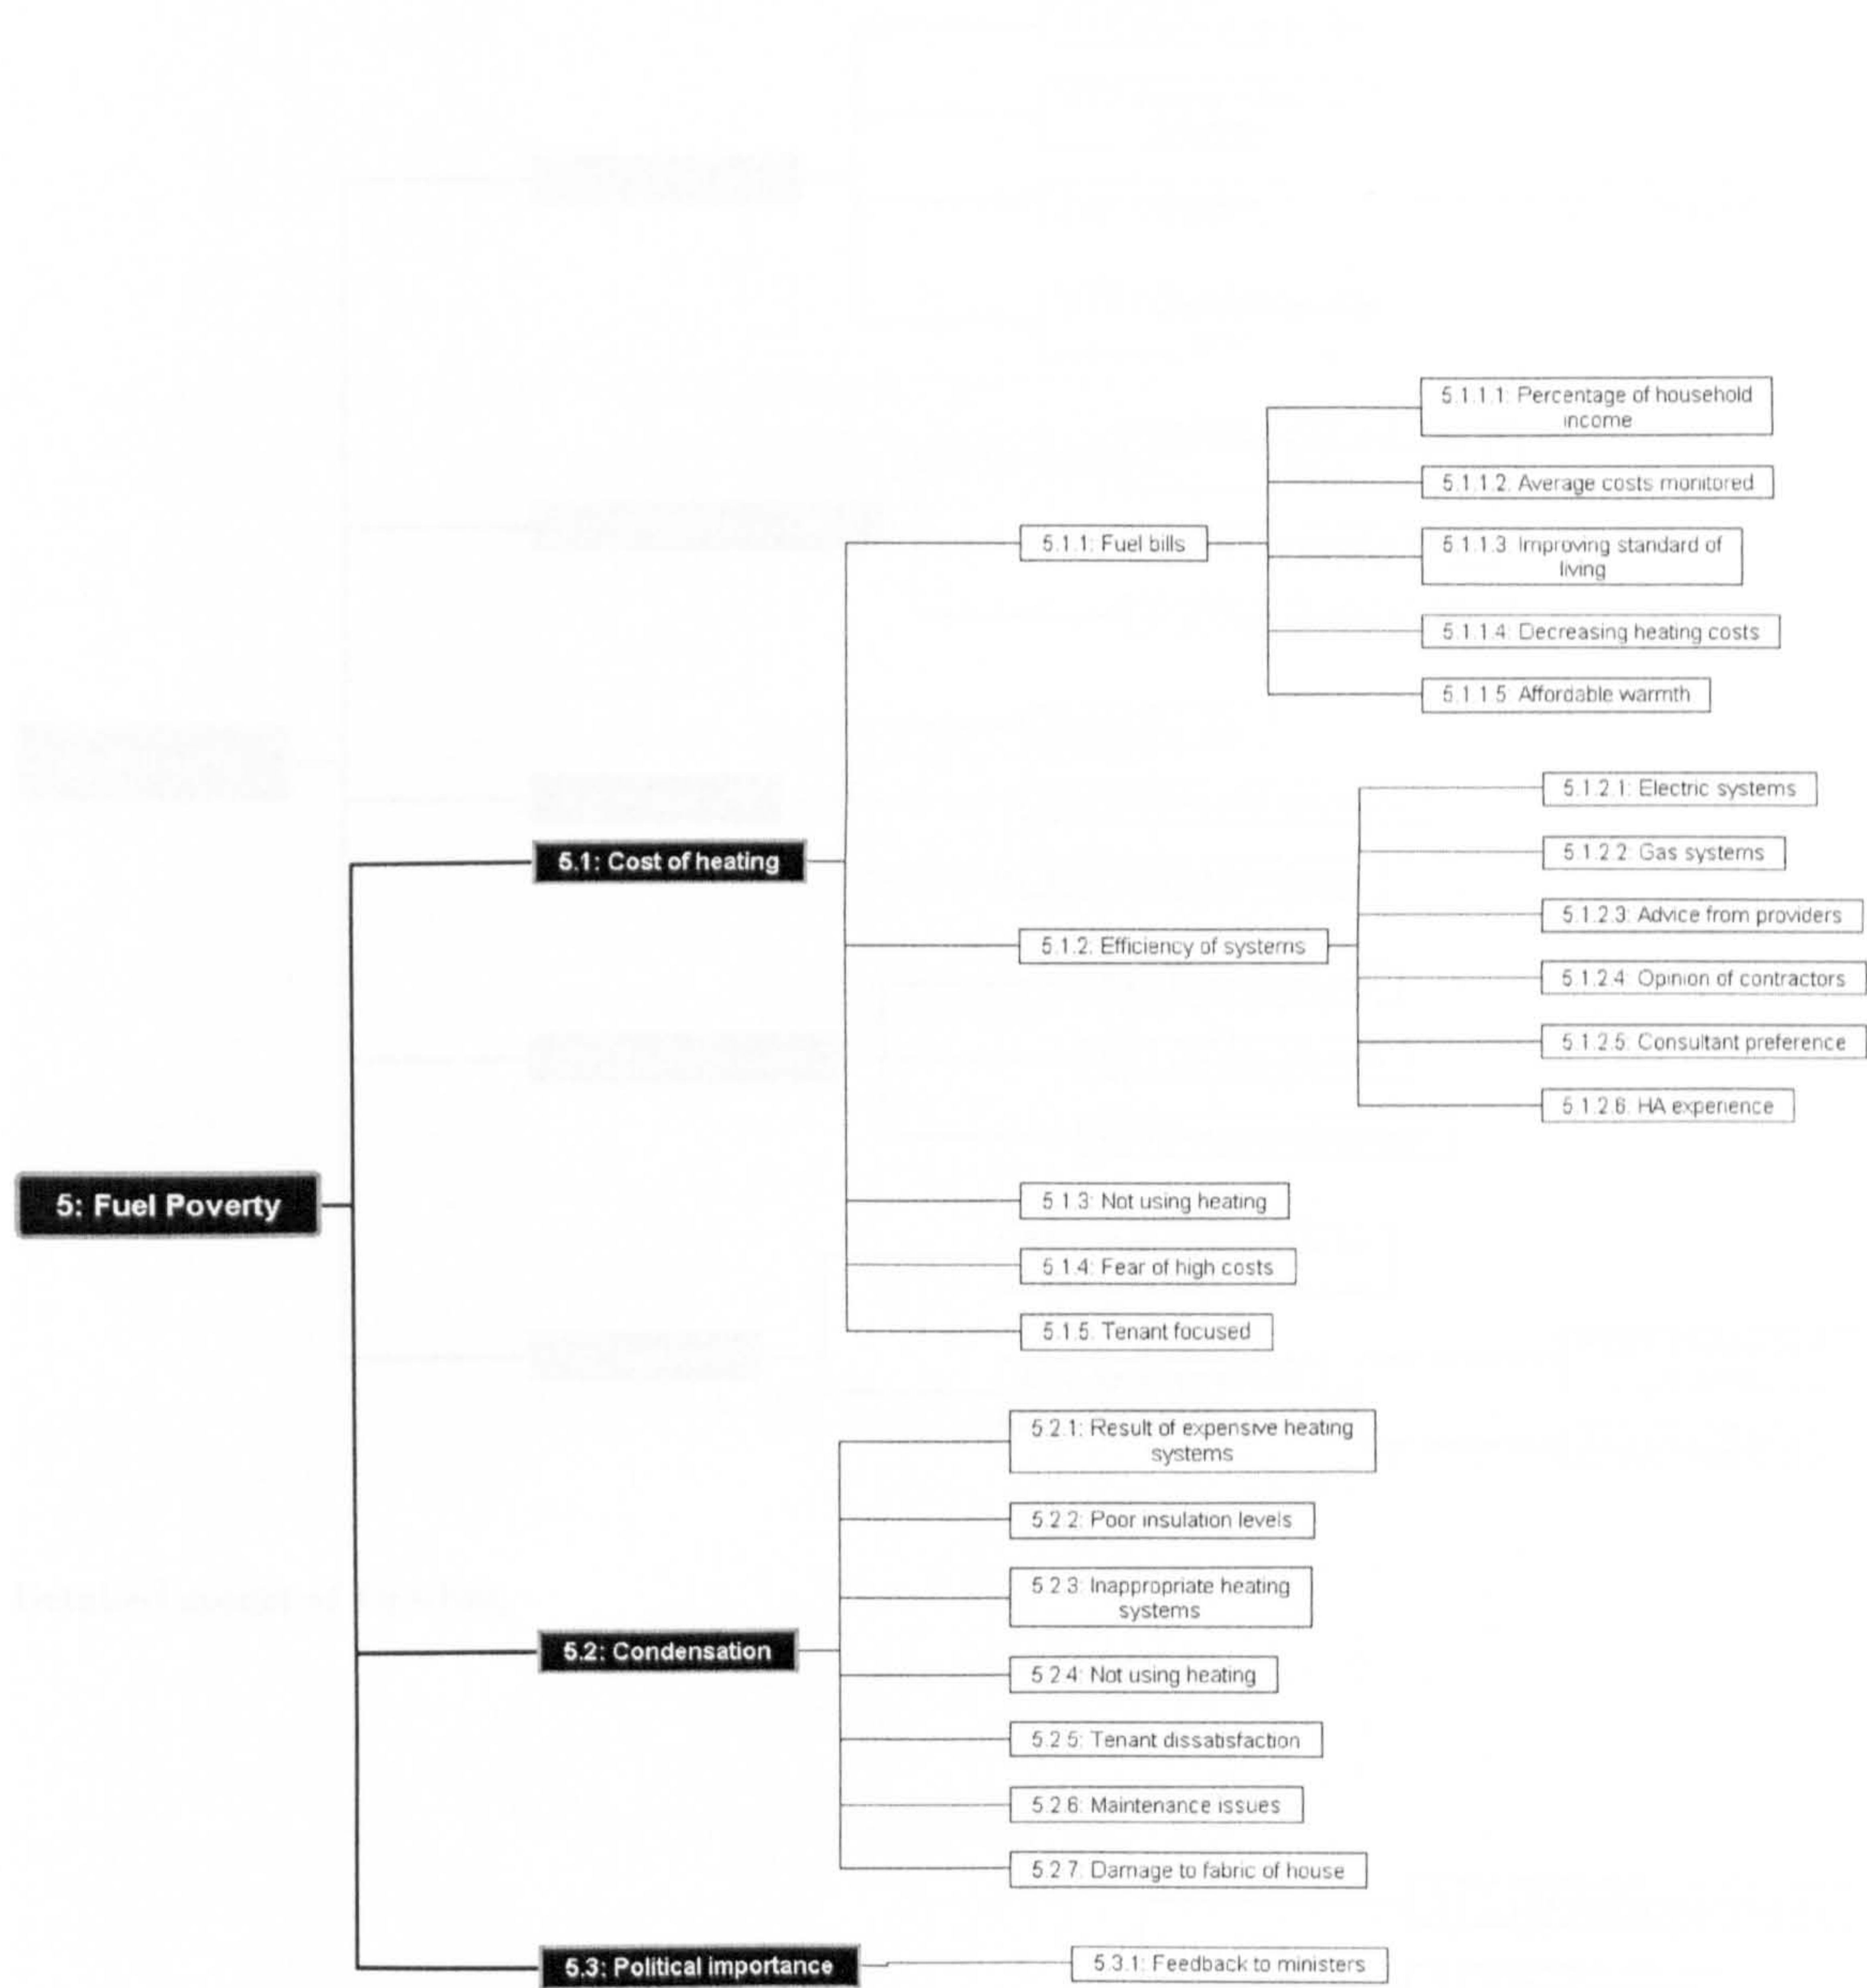 5: Fuel Poverty
5.1: Cost of heating
5.1.1: Fuel bills
5.1.1.1: Percentage of household
income
5.1.1.2. Average costs monitored
5.1.1.3 Improving standard of
living
5.1.1.4: Decreasing heating costs
5.1.1.5 Affordable warmth
5.1.2. Efficiency of systems
5.1.2.1: Electric systems
5.1.2.2: Gas systems
5.1.2.3: Advice from providers
5.1.2.4: Opinion of contractors
5.1.2.5: Consultant preference
5.1.2.6. HA experience
5.1.3: Not using heating
5.1.4: Fear of high costs
5.1.5. Tenant focused
5.2: Condensation
5.2.1: Result of expensive heating
systems
5.2.2: Poor insulation levels
5.2.3: Inappropriate heating
systems
5.2.4: Not using heating
5.2.5: Tenant dissatisfaction
5.2.6: Maintenance issues
5.2.7. Damage to fabric of house
5.3: Political importance
5.3.1: Feedback to ministers